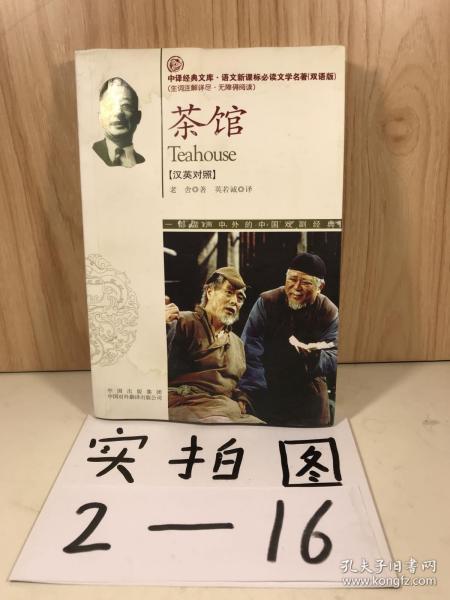 中译经典文库·语文新课标必读文学名著(双语版)
(生词注解详尽·无障碍阅读)
茶馆
Teahouse
【汉英对照】
老舍◎著 英若诚◎译
一部蜚声中外的中国戏剧经典
中国出版集团
中国对外翻译出版公司
实拍图
2—16
孔夫子旧书网
www.kongfz.com